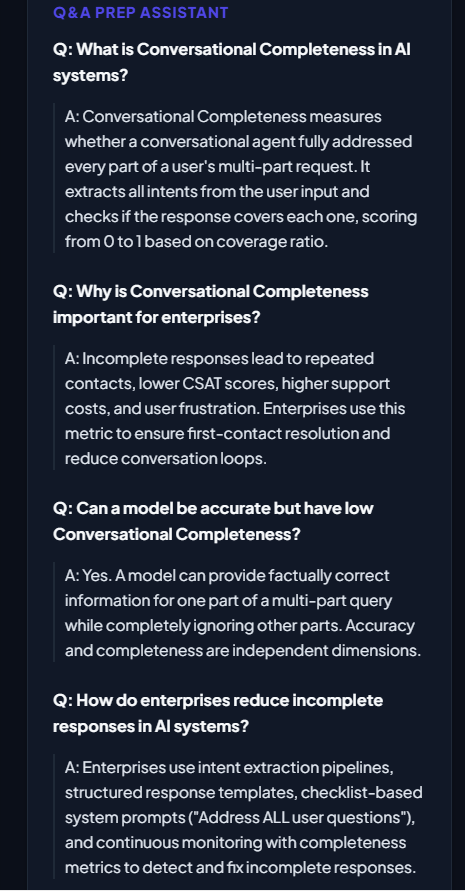 Q&A PREP ASSISTANT
Q: What is Conversational Completeness in AI
systems?
A: Conversational Completeness measures
whether a conversational agent fully addressed
every part of a user's multi-part request. It
extracts all intents from the user input and
checks if the response covers each one, scoring
from 0 to 1 based on coverage ratio.
Q: Why is Conversational Completeness
important for enterprises?
A: Incomplete responses lead to repeated
contacts, lower CSAT scores, higher support
costs, and user frustration. Enterprises use this
metric to ensure first-contact resolution and
reduce conversation loops.
Q: Can a model be accurate but have low
Conversational Completeness?
A: Yes. A model can provide factually correct
information for one part of a multi-part query
while completely ignoring other parts. Accuracy
and completeness are independent dimensions.
Q: How do enterprises reduce incomplete
responses in AI systems?
A: Enterprises use intent extraction pipelines,
structured response templates, checklist-based
system prompts ("Address ALL user questions"),
and continuous monitoring with completeness
metrics to detect and fix incomplete responses.